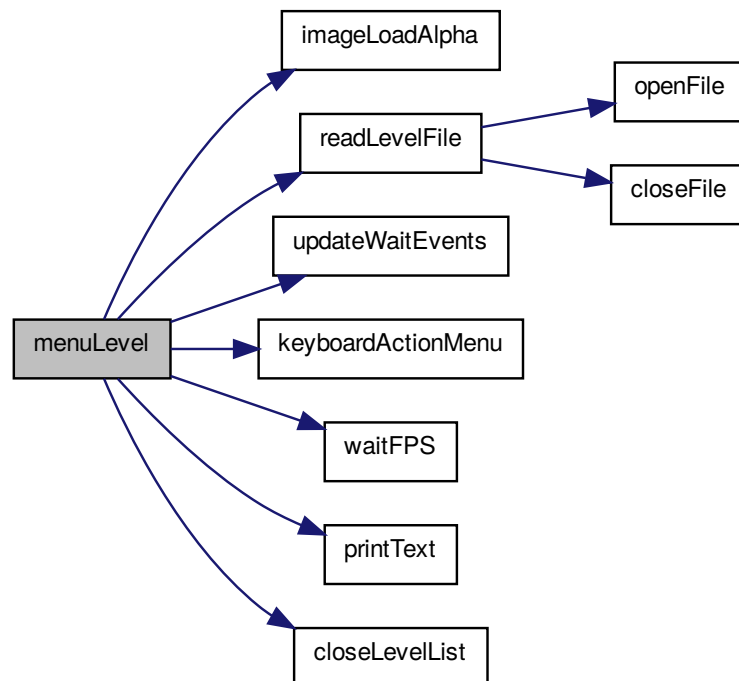 imageLoadAlpha
openFile
readLevelFile
closeFile
updateWaitEvents
menuLevel
keyboardActionMenu
waitFPS
printText
closeLevelList